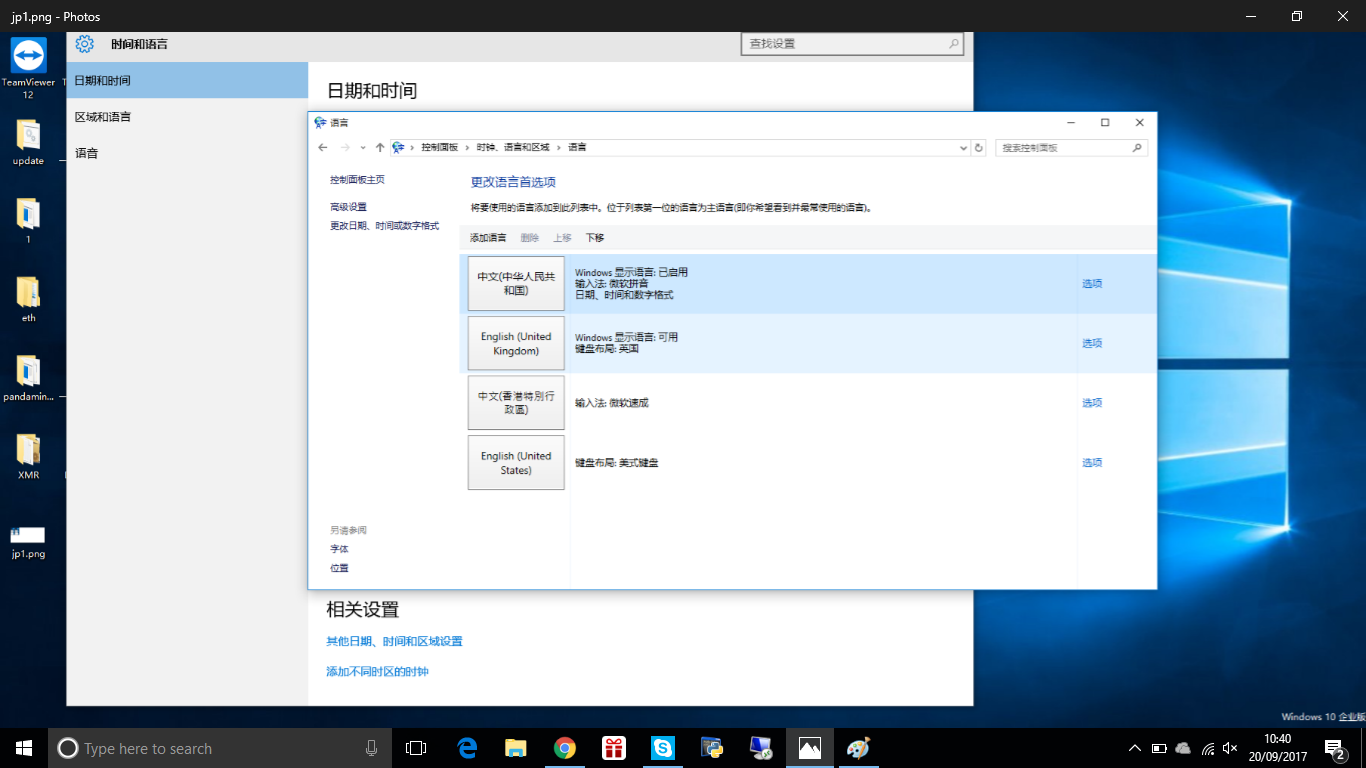 jp1.png - Photos
TeamViewer
12
update
1
eth
pandamin...
XMR
jp1.png
时间和语言
查找设置
日期和时间
区域和语言
语音
日期和时间
语言
控制面板 › 时钟、语言和区域 › 语言
搜索控制面板
控制面板主页
高级设置
更改日期、时间或数字格式
更改语言首选项
将要使用的语言添加到此列表中。位于列表第一位的语言为主语言(即你希望看到并最常使用的语言)。
添加语言 删除 上移 下移
中文(中华人民共
和国)
Windows 显示语言: 已启用
输入法: 微软拼音
日期、时间和数字格式
选项
English (United
Kingdom)
Windows 显示语言: 可用
键盘布局: 英国
选项
中文(香港特別行
政區)
输入法: 微软速成
选项
English (United
States)
键盘布局: 美式键盘
选项
另请参阅
字体
位置
相关设置
其他日期、时间和区域设置
添加不同时区的时钟
Windows 10 企业版
Type here to search
10:40
20/09/2017
2